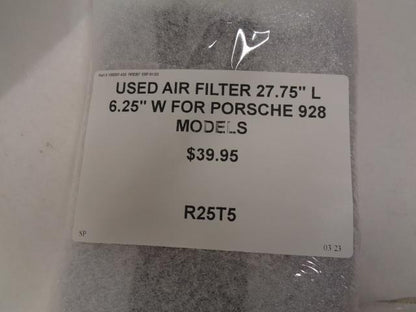 USED AIR FILTER 27.75" L
6.25" W FOR PORSCHE 928
MODELS
$39.95
R25T5
SP
03 23